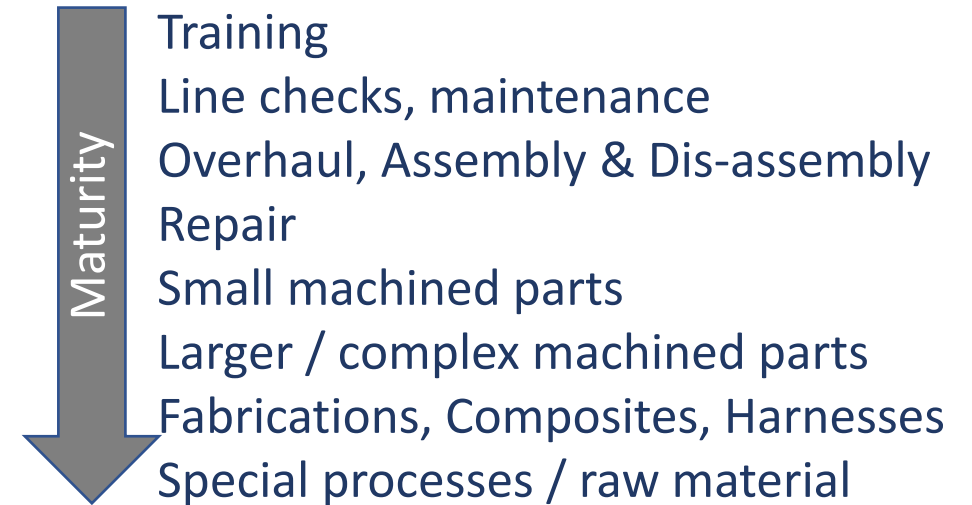 Maturity
Training
Line checks, maintenance
Overhaul, Assembly & Dis-assembly
Repair
Small machined parts
Larger / complex machined parts
Fabrications, Composites, Harnesses
Special processes / raw material